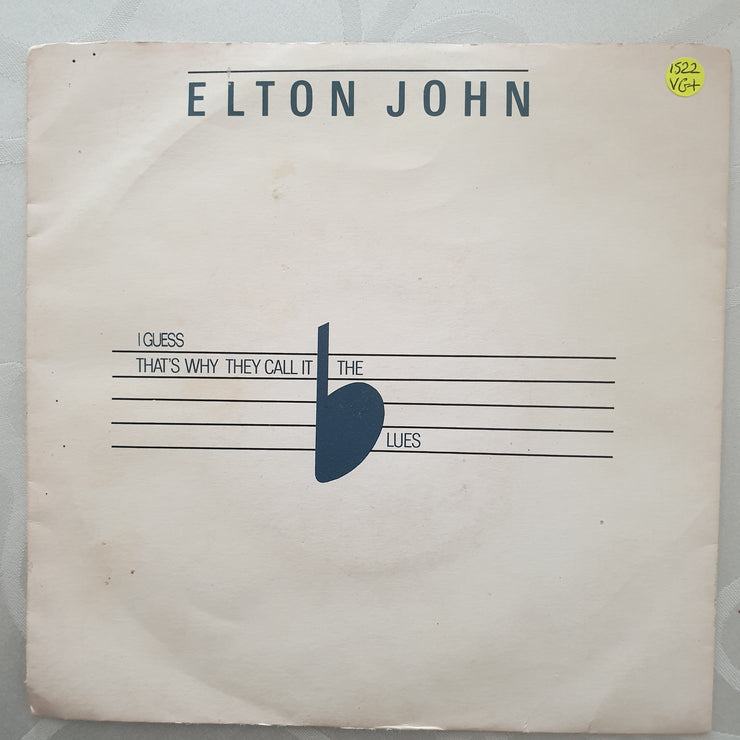 ELTON JOHN
1522
VG+
I GUESS
THAT'S WHY THEY CALL IT THE
LUES